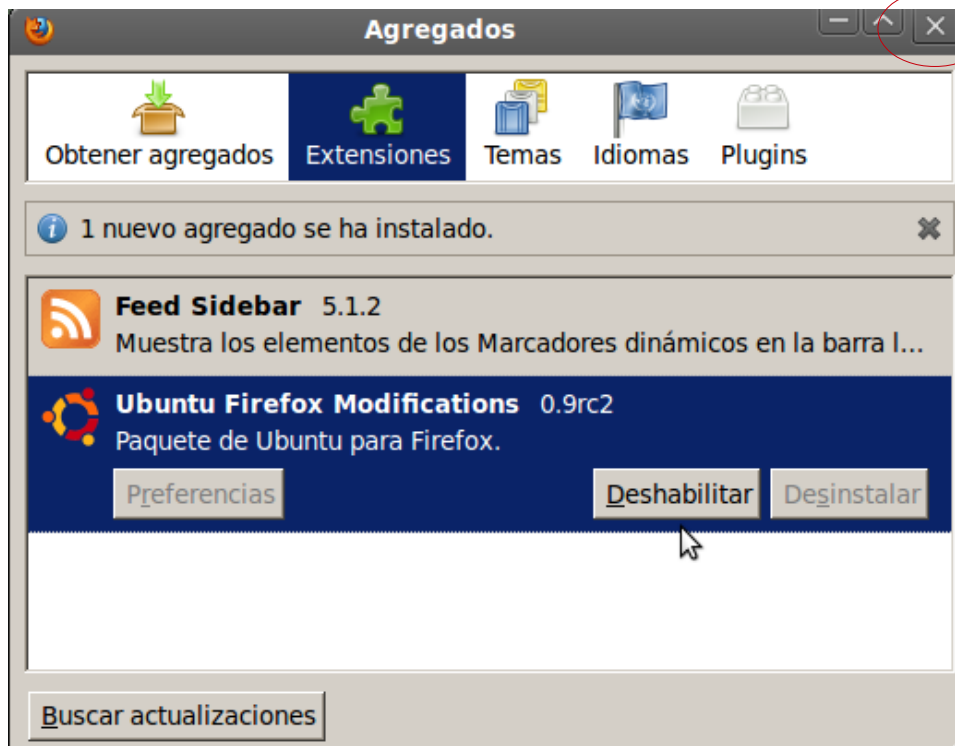 Agregados
Obtener agregados Extensiones Temas Idiomas Plugins
1 nuevo agregado se ha instalado.
Feed Sidebar 5.1.2
Muestra los elementos de los Marcadores dinámicos en la barra l...
Ubuntu Firefox Modifications 0.9rc2
Paquete de Ubuntu para Firefox.
Preferencias Deshabilitar Desinstalar
Buscar actualizaciones